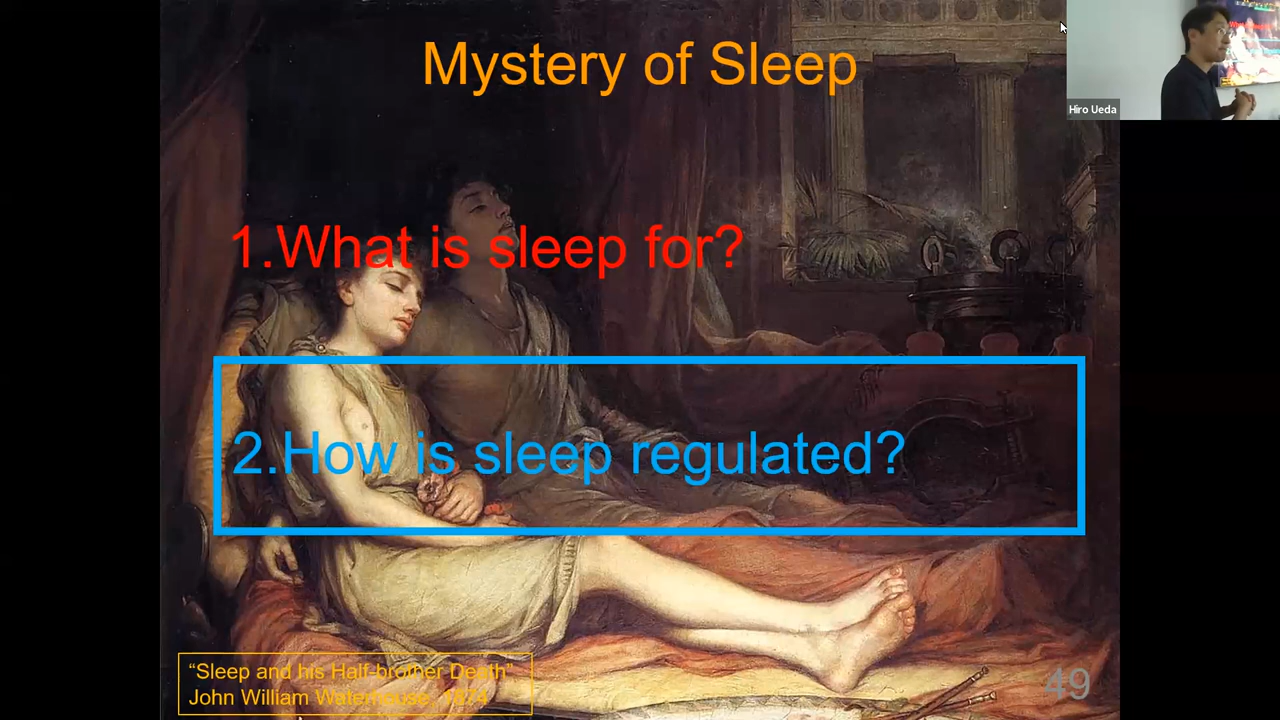 Mystery of Sleep
Hiro Ueda
1.What is sleep for?
2.How is sleep regulated?
“Sleep and his Half-brother Death”
John William Waterhouse, 1874
49